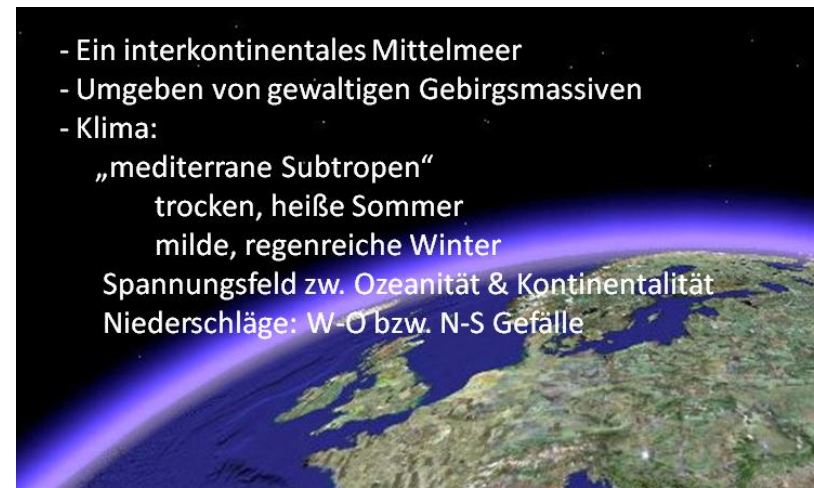 - Ein interkontinentales Mittelmeer
- Umgeben von gewaltigen Gebirgsmassiven
- Klima:
„mediterrane Subtropen“
trocken, heiße Sommer
milde, regenreiche Winter
Spannungsfeld zw. Ozeanität & Kontinentalität
Niederschläge: W-O bzw. N-S Gefälle